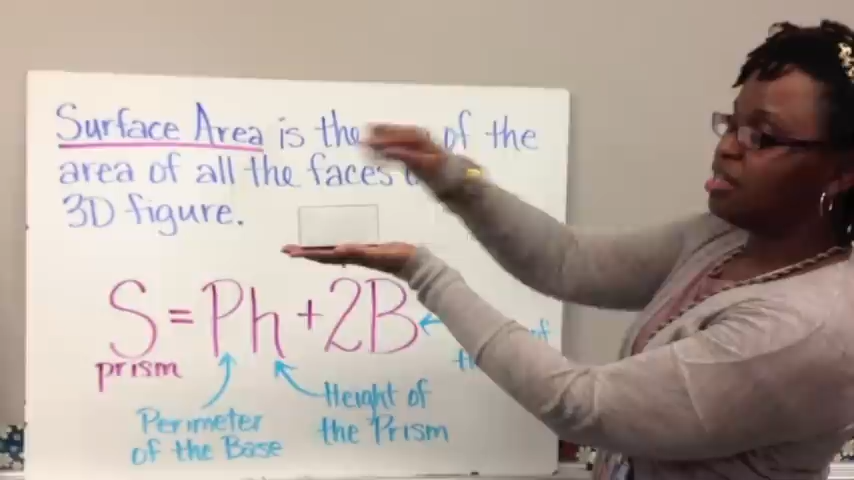 Surface Area is the of the
area of all the faces
3D figure.
S = Ph + 2B
prism
Perimeter
of the Base
Height of
the Prism
of